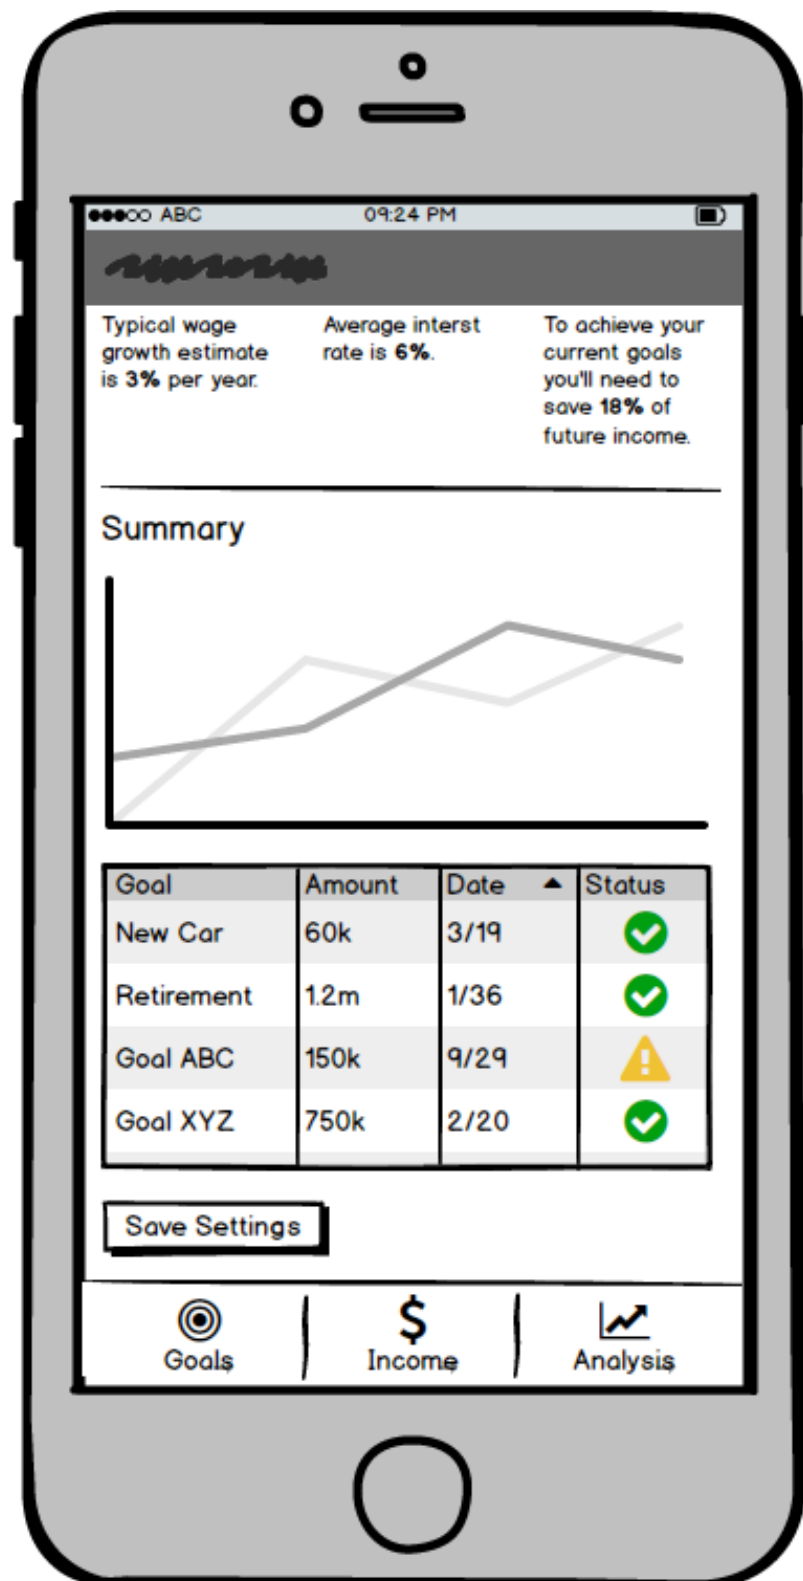 ABC 09:24 PM
Typical wage
growth estimate
is 3% per year.
Average interst
rate is 6%.
To achieve your
current goals
you'll need to
save 18% of
future income.
Summary
Goal Amount Date Status
New Car 60k 3/19
Retirement 1.2m 1/36
Goal ABC 150k 9/29
Goal XYZ 750k 2/20
Save Settings
Goals Income Analysis